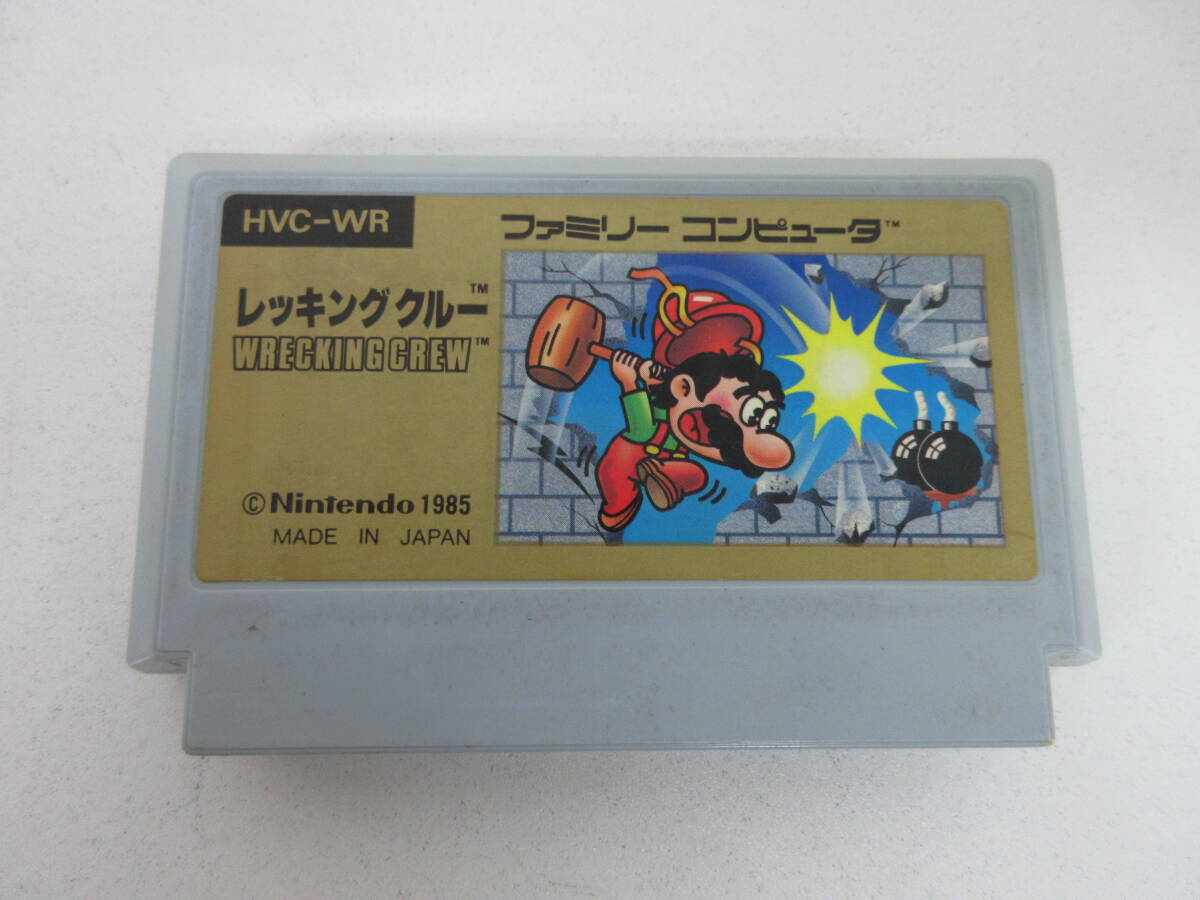 HVC-WR
ファミリー コンピュータ™
レッキングクルー™
WRECKING CREW™
©Nintendo 1985
MADE IN JAPAN